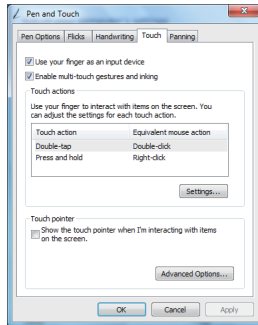 Pen and Touch
Pen Options Flicks Handwriting Touch Panning
Use your finger as an input device
Enable multi-touch gestures and inking
Touch actions
Use your finger to interact with items on the screen. You
can adjust the settings for each touch action.
Touch action Equivalent mouse action
Double-tap Double-click
Press and hold Right-click
Settings...
Touch pointer
Show the touch pointer when I'm interacting with items
on the screen.
Advanced Options...
OK Cancel Apply